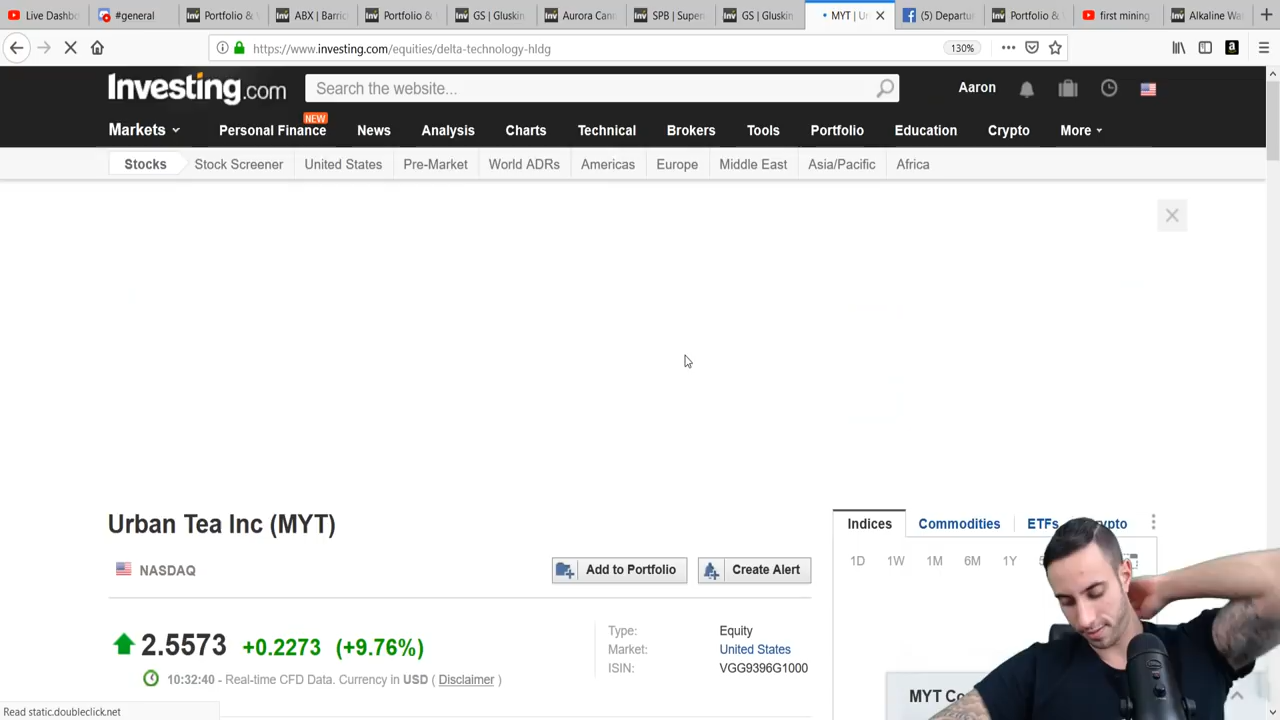 Live Dashb
#general
Portfolio &
ABX | Barric
Portfolio &
GS | Gluskin
Aurora Cann
SPB | Super
GS | Gluskin
MYT | U
(5) Departu
Portfolio &
first mining
Alkaline Wa
https://www.investing.com/equities/delta-technology-hldg
130%
Investing.com
Search the website...
Aaron
Markets
Personal Finance
NEW
News
Analysis
Charts
Technical
Brokers
Tools
Portfolio
Education
Crypto
More
Stocks
Stock Screener
United States
Pre-Market
World ADRs
Americas
Europe
Middle East
Asia/Pacific
Africa
Urban Tea Inc (MYT)
Indices
Commodities
ETFs
NASDAQ
Add to Portfolio
Create Alert
1D
1W
1M
6M
1Y
2.5573
+0.2273
(+9.76%)
Type:
Equity
Market:
United States
ISIN:
VGG9396G1000
10:32:40 - Real-time CFD Data. Currency in USD ( Disclaimer )
MYT Co
Read static.doubleclick.net